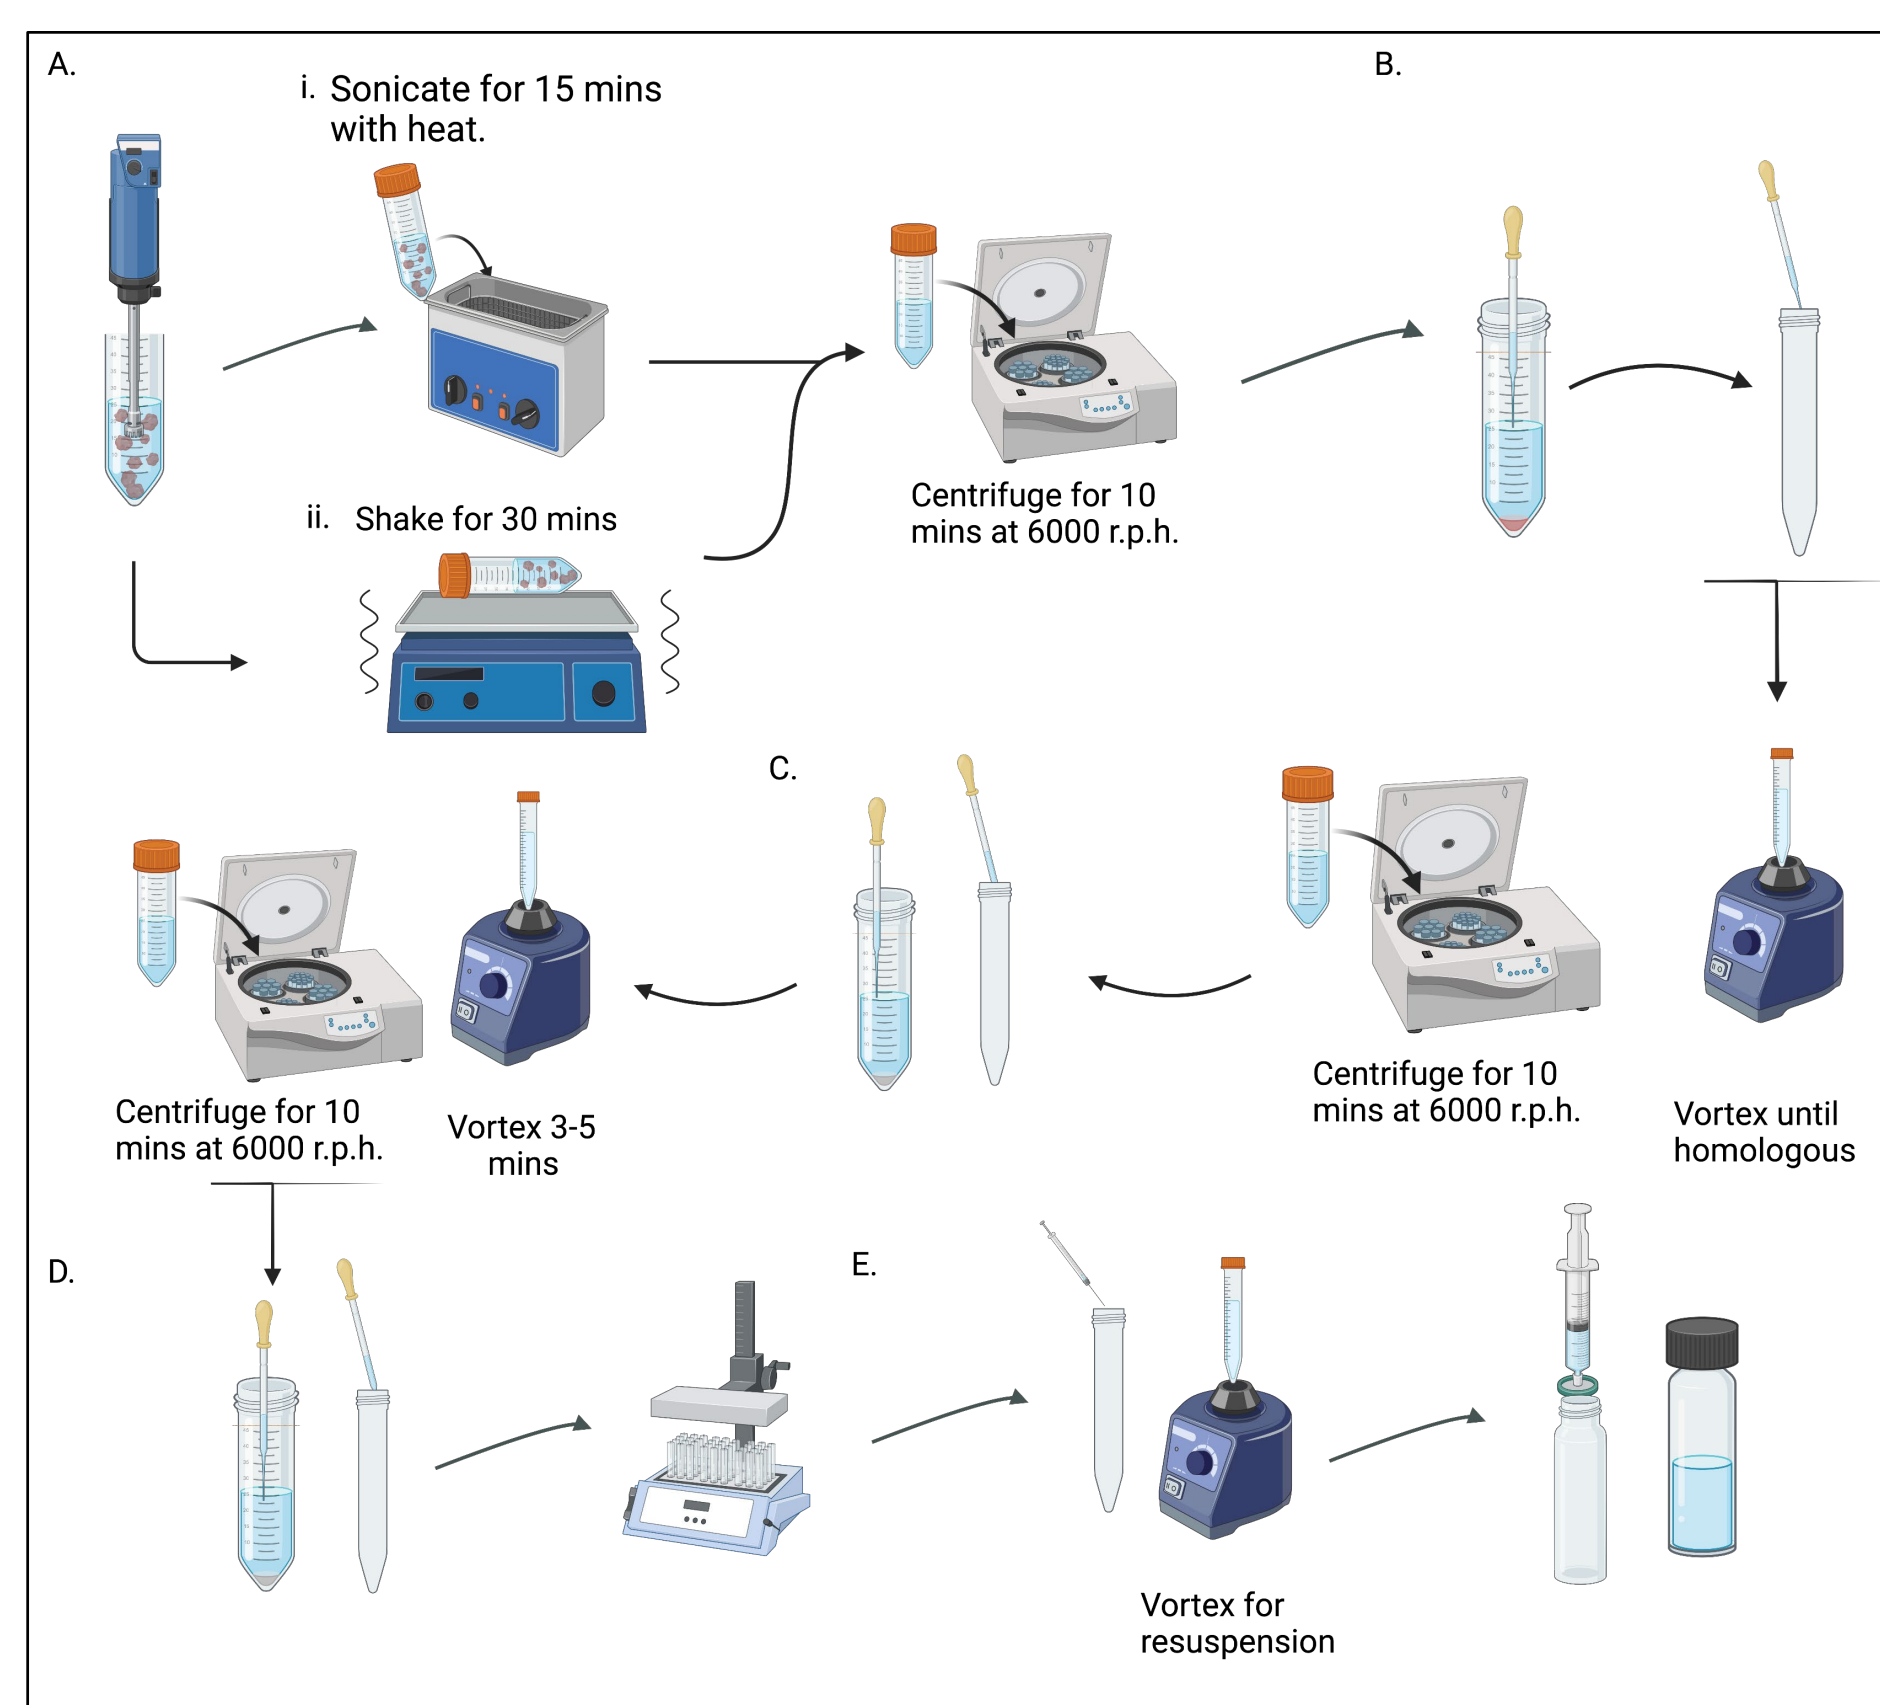 A.
i. Sonicate for 15 mins
with heat.
B.
Centrifuge for 10
mins at 6000 r.p.h.
ii. Shake for 30 mins
C.
Centrifuge for 10
mins at 6000 r.p.h.
Vortex until
homologous
Vortex 3-5
mins
Centrifuge for 10
mins at 6000 r.p.h.
D.
E.
Vortex for
resuspension